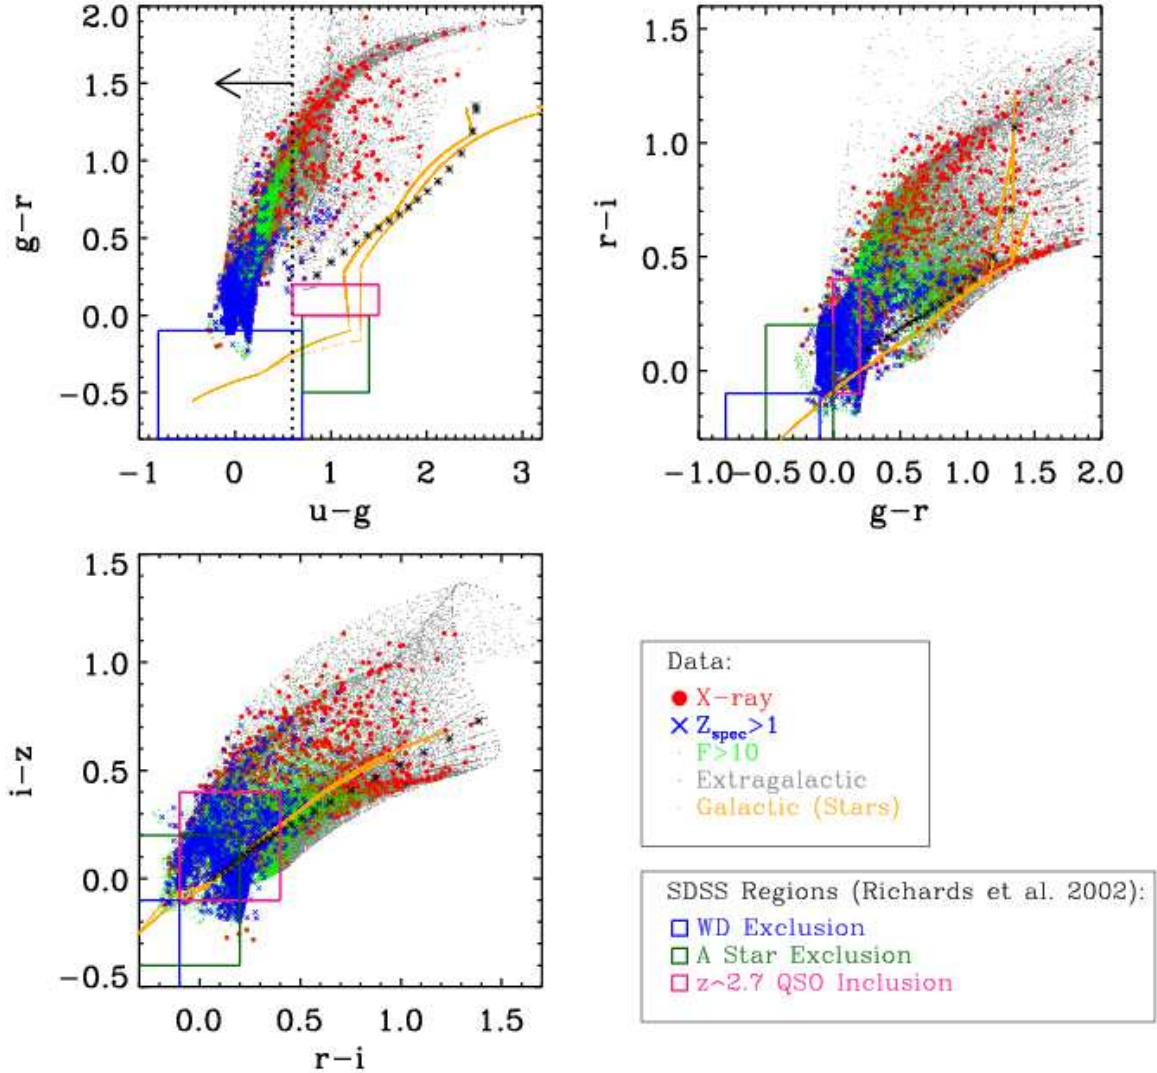 2.0
1.5
1.0
0.5
0.0
−0.5
g−r
−1 0 1 2 3
u−g
1.5
1.0
0.5
0.0
r−i
−1.0 −0.5 0.0 0.5 1.0 1.5 2.0
g−r
1.5
1.0
0.5
0.0
−0.5
i−z
0.0 0.5 1.0 1.5
r−i
Data:
X−ray
Zspec>1
F>10
Extragalactic
Galactic (Stars)
SDSS Regions (Richards et al. 2002):
WD Exclusion
A Star Exclusion
z~2.7 QSO Inclusion